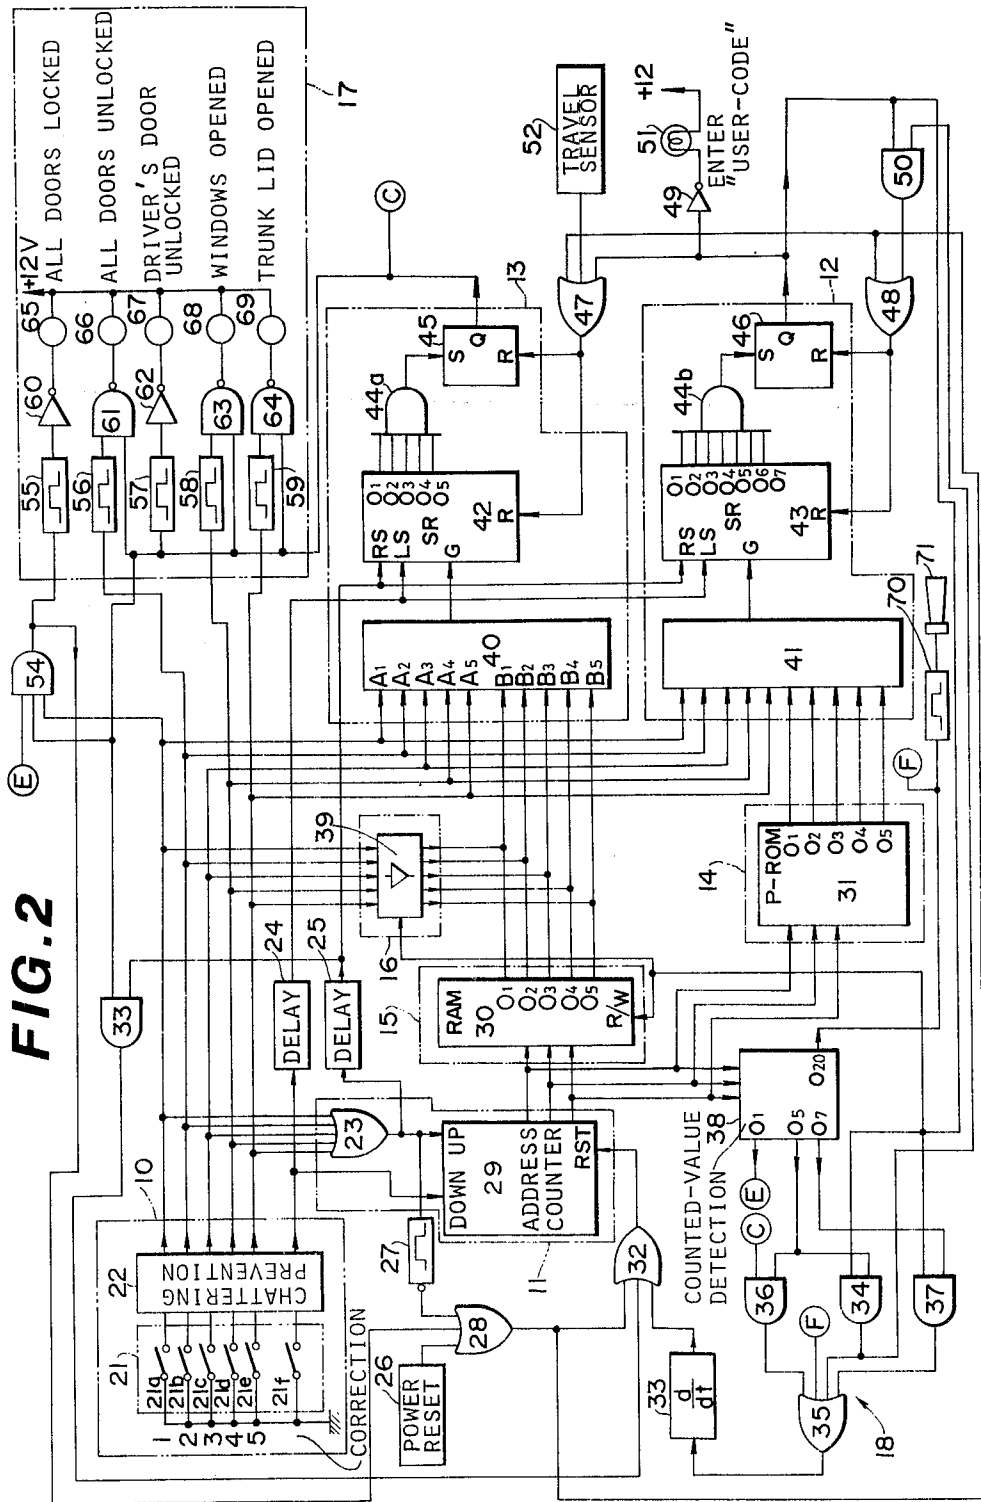 FIG.2
+12V
ALL DOORS LOCKED
ALL DOORS UNLOCKED
DRIVER'S DOOR
UNLOCKED
WINDOWS OPENED
TRUNK LID OPENED
17
65
66
67
68
69
60
61
62
63
64
55
56
57
58
59
54
E
33
C
52
TRAVEL
SENSOR
51
+12
ENTER
"USER-CODE"
49
50
47
48
13
45
S
Q
R
44a
O1
O2
O3
O4
O5
RS
LS
SR
42
G
R
A1
A2
A3
A4
A5
40
B1
B2
B3
B4
B5
12
46
S
Q
R
44b
O1
O2
O3
O4
O5
O6
O7
RS
LS
SR
43
G
R
41
71
70
F
14
P-ROM
O1
O2
O3
O4
O5
31
39
16
15
RAM
30
O1
O2
O3
O4
O5
R/W
24
DELAY
25
DELAY
23
DOWN UP
29
ADDRESS
COUNTER
RST
11
27
28
26
POWER
RESET
32
33
d
dt
COUNTED-VALUE
DETECTION
38
O1
O5
O7
O20
E
C
36
34
37
F
35
18
10
22
CHATTERING
PREVENTION
21
21a
21b
21c
21d
21e
21f
1
2
3
4
5
CORRECTION